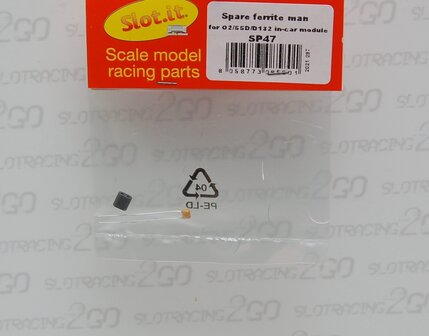 Slot.it.
Scale model
racing parts
Spare ferrite man
for O2/SSD/D132 in-car module
SP47
04
PE-LD
SLOTRACING2GO